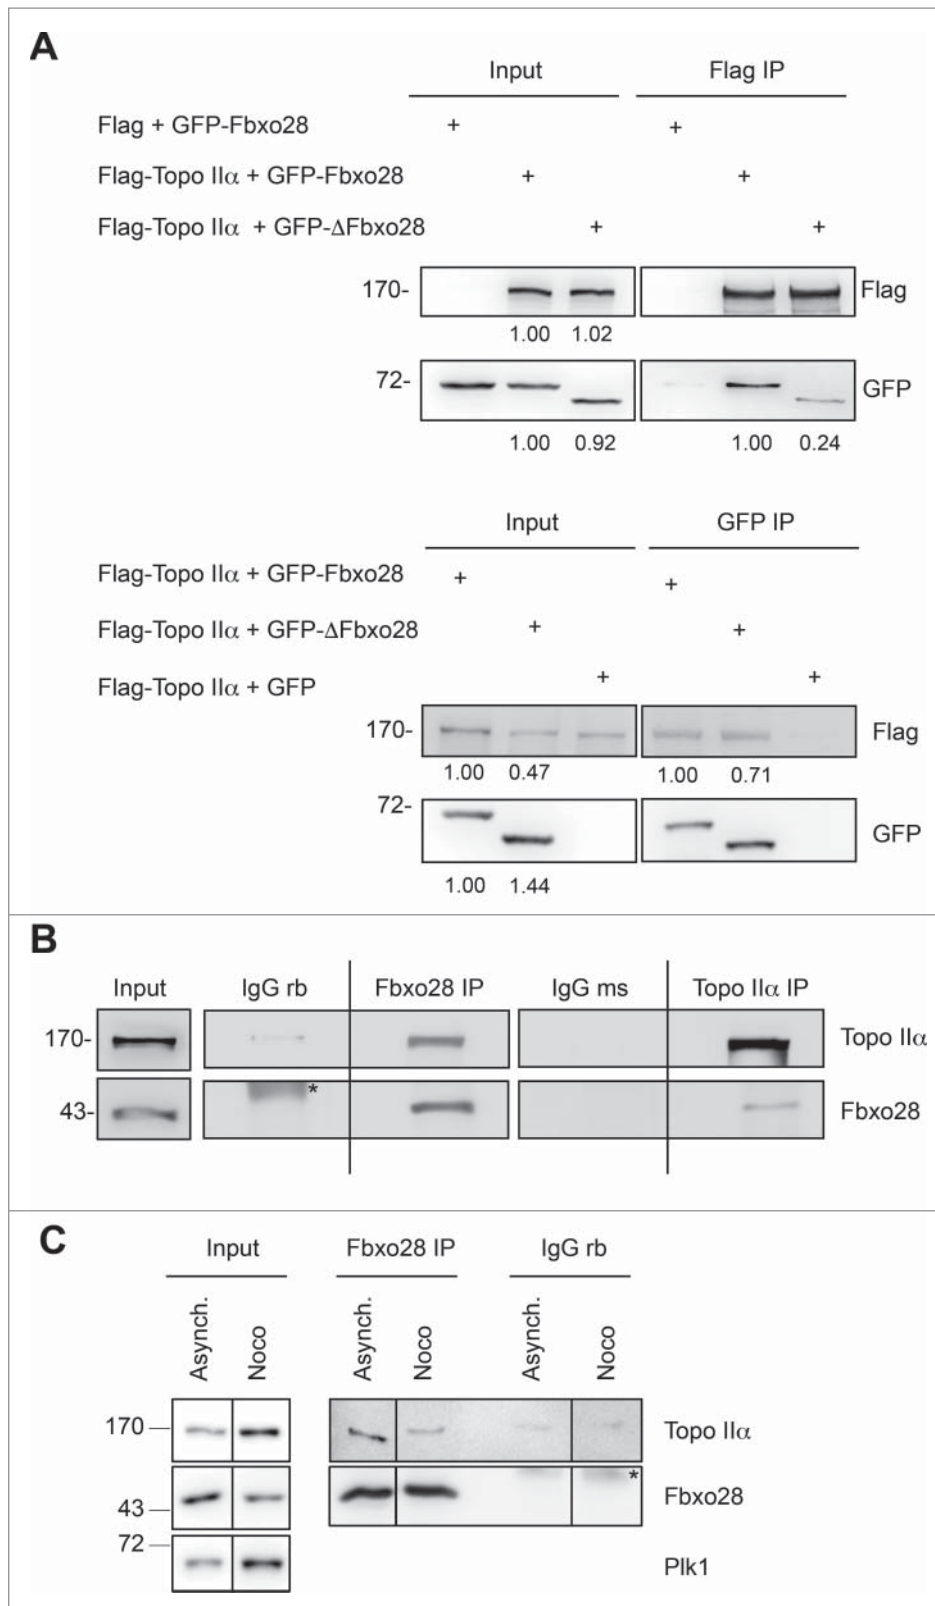 A
Input Flag IP
Flag + GFP-Fbxo28 + +
Flag-Topo IIα + GFP-Fbxo28 + +
Flag-Topo IIα + GFP-ΔFbxo28 + +
170- Flag
1.00 1.02
72- GFP
1.00 0.92 1.00 0.24
Input GFP IP
Flag-Topo IIα + GFP-Fbxo28 + +
Flag-Topo IIα + GFP-ΔFbxo28 + +
Flag-Topo IIα + GFP + +
170- Flag
1.00 0.47 1.00 0.71
72- GFP
1.00 1.44
B
Input IgG rb Fbxo28 IP IgG ms Topo IIα IP
170- Topo IIα
43- * Fbxo28
C
Input Fbxo28 IP IgG rb
Asynch. Noco Asynch. Noco Asynch. Noco
170 Topo IIα
43 * Fbxo28
72 Plk1